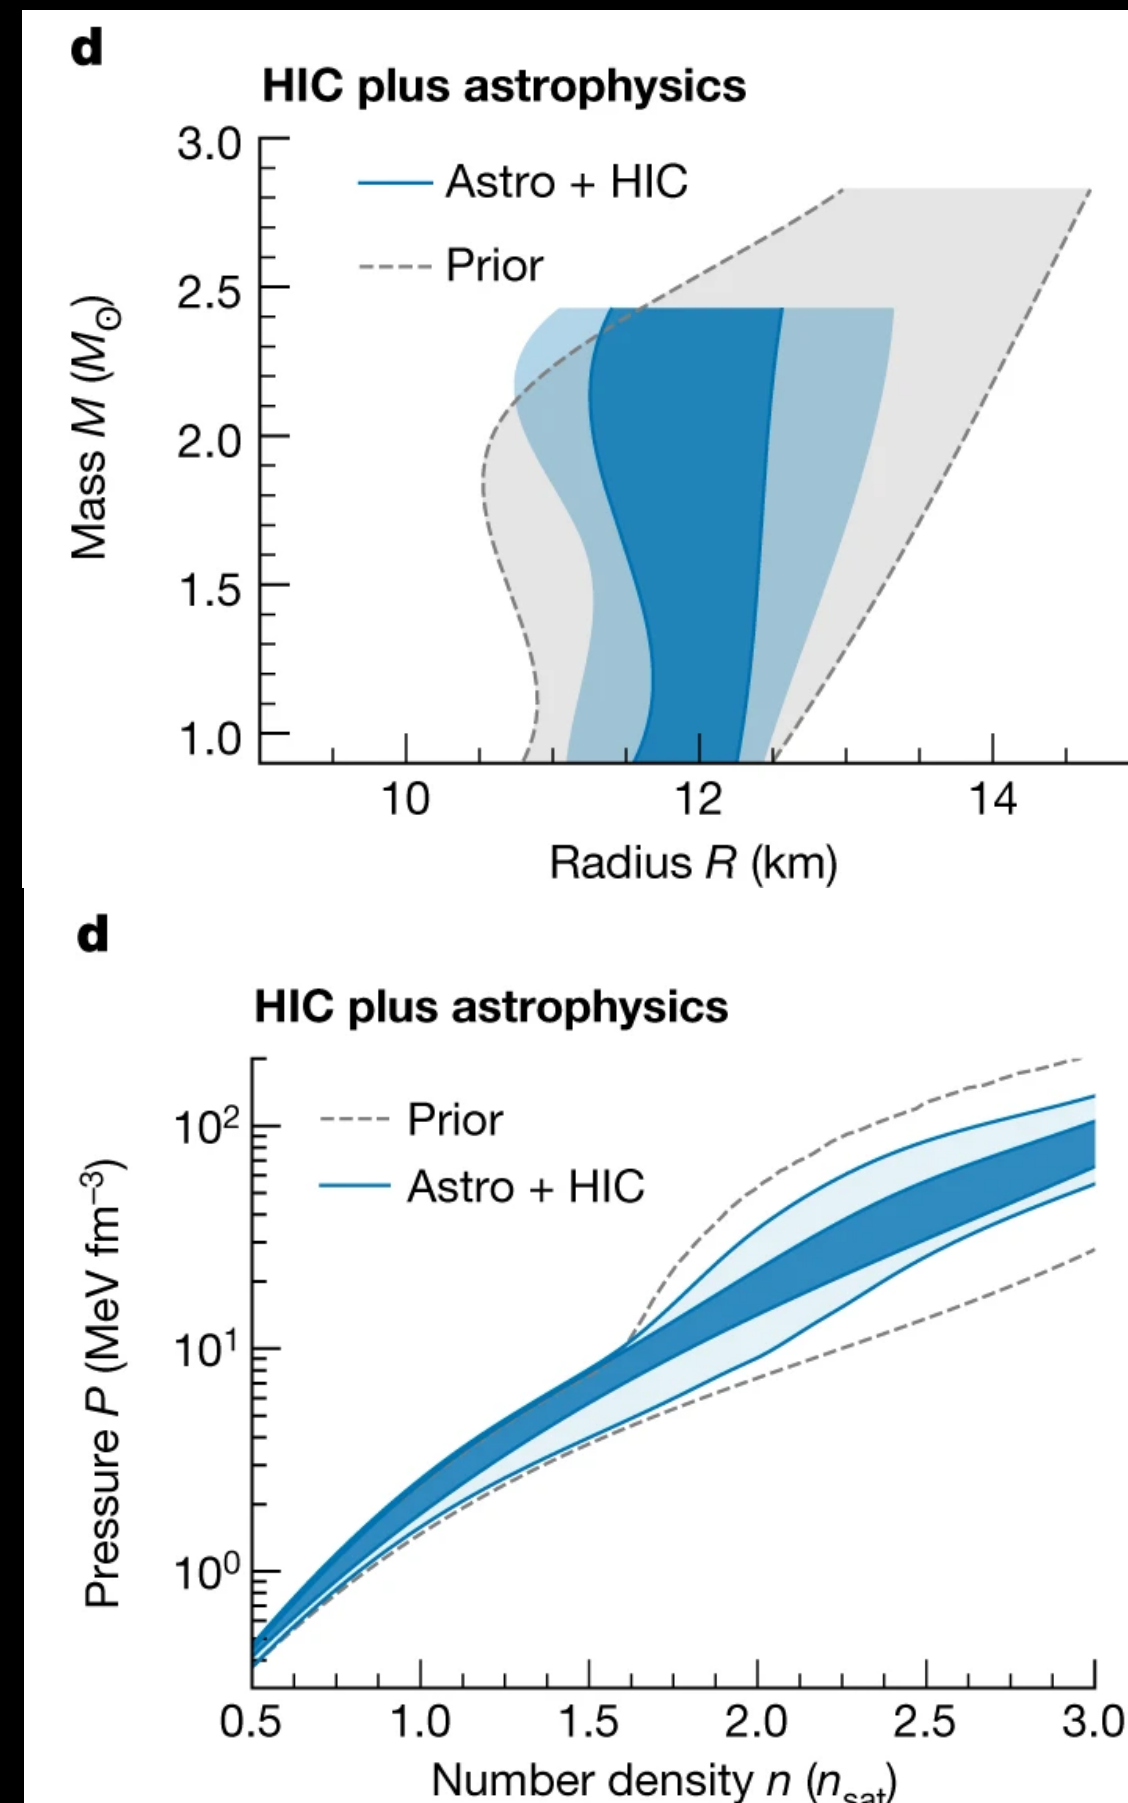 d
HIC plus astrophysics
3.0
Astro + HIC
Prior
2.5
2.0
1.5
1.0
Mass M (M⊙)
10 12 14
Radius R (km)
d
HIC plus astrophysics
Prior
Astro + HIC
10²
10¹
10⁰
Pressure P (MeV fm⁻³)
0.5 1.0 1.5 2.0 2.5 3.0
Number density n (nsat)